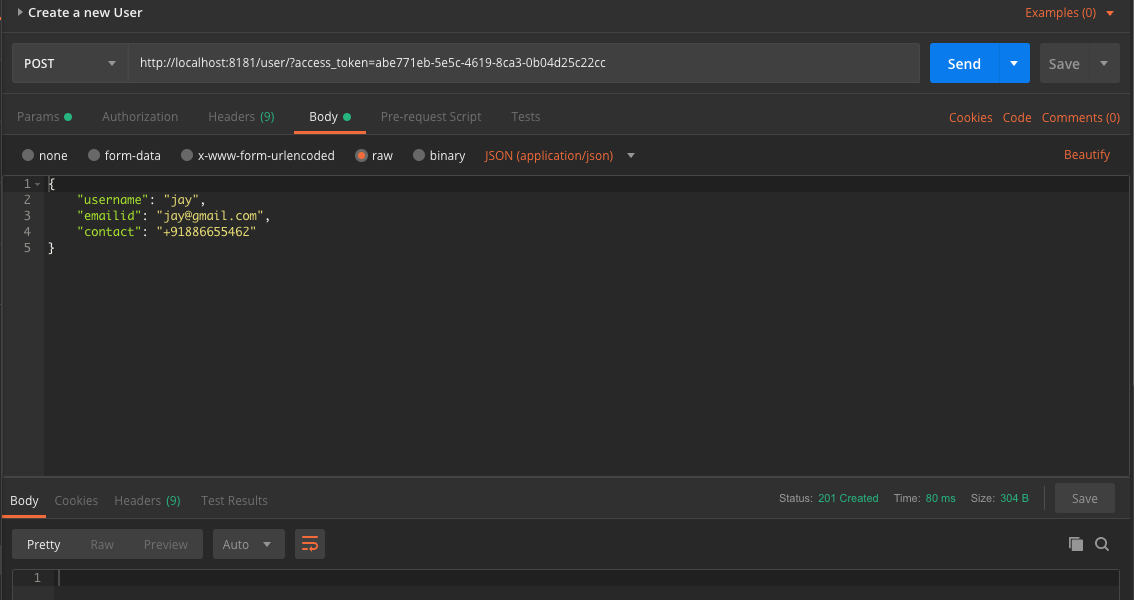 Create a new User Examples (0)
POST http://localhost:8181/user/?access_token=abe771eb-5e5c-4619-8ca3-0b04d25c22cc Send Save
Params Authorization Headers (9) Body Pre-request Script Tests Cookies Code Comments (0)
none form-data x-www-form-urlencoded raw binary JSON (application/json) Beautify
1 {
2 "username": "jay",
3 "emailid": "jay@gmail.com",
4 "contact": "+91886655462"
5 }
Body Cookies Headers (9) Test Results Status: 201 Created Time: 80 ms Size: 304 B Save
Pretty Raw Preview Auto
1